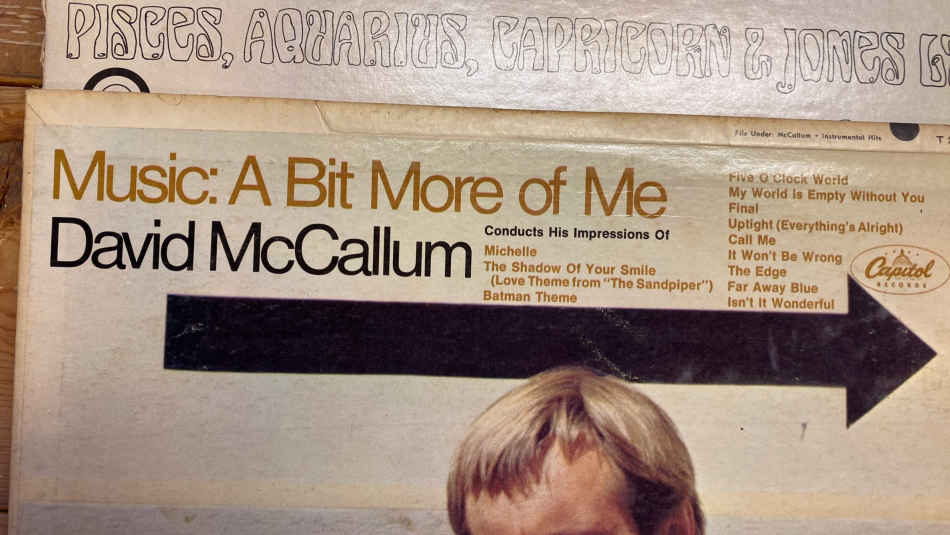 PISCES, AQUARIUS, CAPRICORN & JONES
File Under: McCallum • Instrumental Hits
Music: A Bit More of Me
David McCallum
Conducts His Impressions Of
Michelle
The Shadow Of Your Smile
(Love Theme from "The Sandpiper")
Batman Theme
Five O'Clock World
My World Is Empty Without You
Final
Uptight (Everything's Alright)
Call Me
It Won't Be Wrong
The Edge
Far Away Blue
Isn't It Wonderful
Capitol
RECORDS